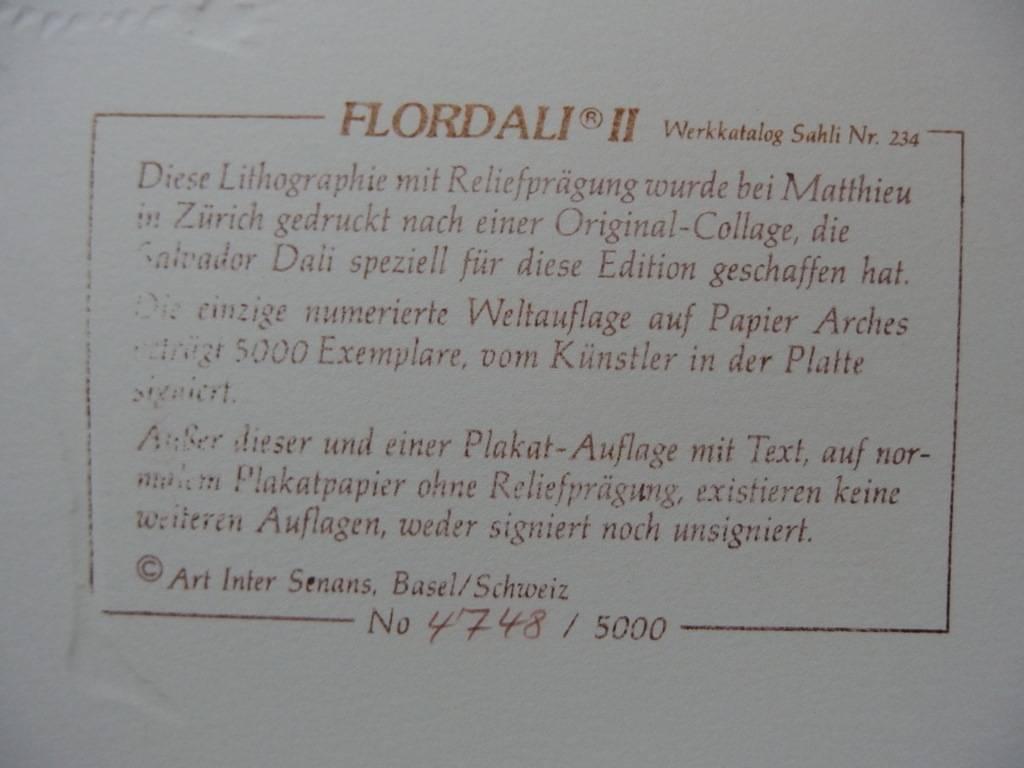 FLORDALI® II Werkkatalog Sahli Nr. 234
Diese Lithographie mit Reliefprägung wurde bei Matthieu
in Zürich gedruckt nach einer Original-Collage, die
Salvador Dali speziell für diese Edition geschaffen hat.
Die einzige numerierte Weltauflage auf Papier Arches
beträgt 5000 Exemplare, vom Künstler in der Platte
signiert.
Außer dieser und einer Plakat-Auflage mit Text, auf nor-
malem Plakatpapier ohne Reliefprägung, existieren keine
weiteren Auflagen, weder signiert noch unsigniert.
© Art Inter Senans, Basel/Schweiz
No 4748 / 5000